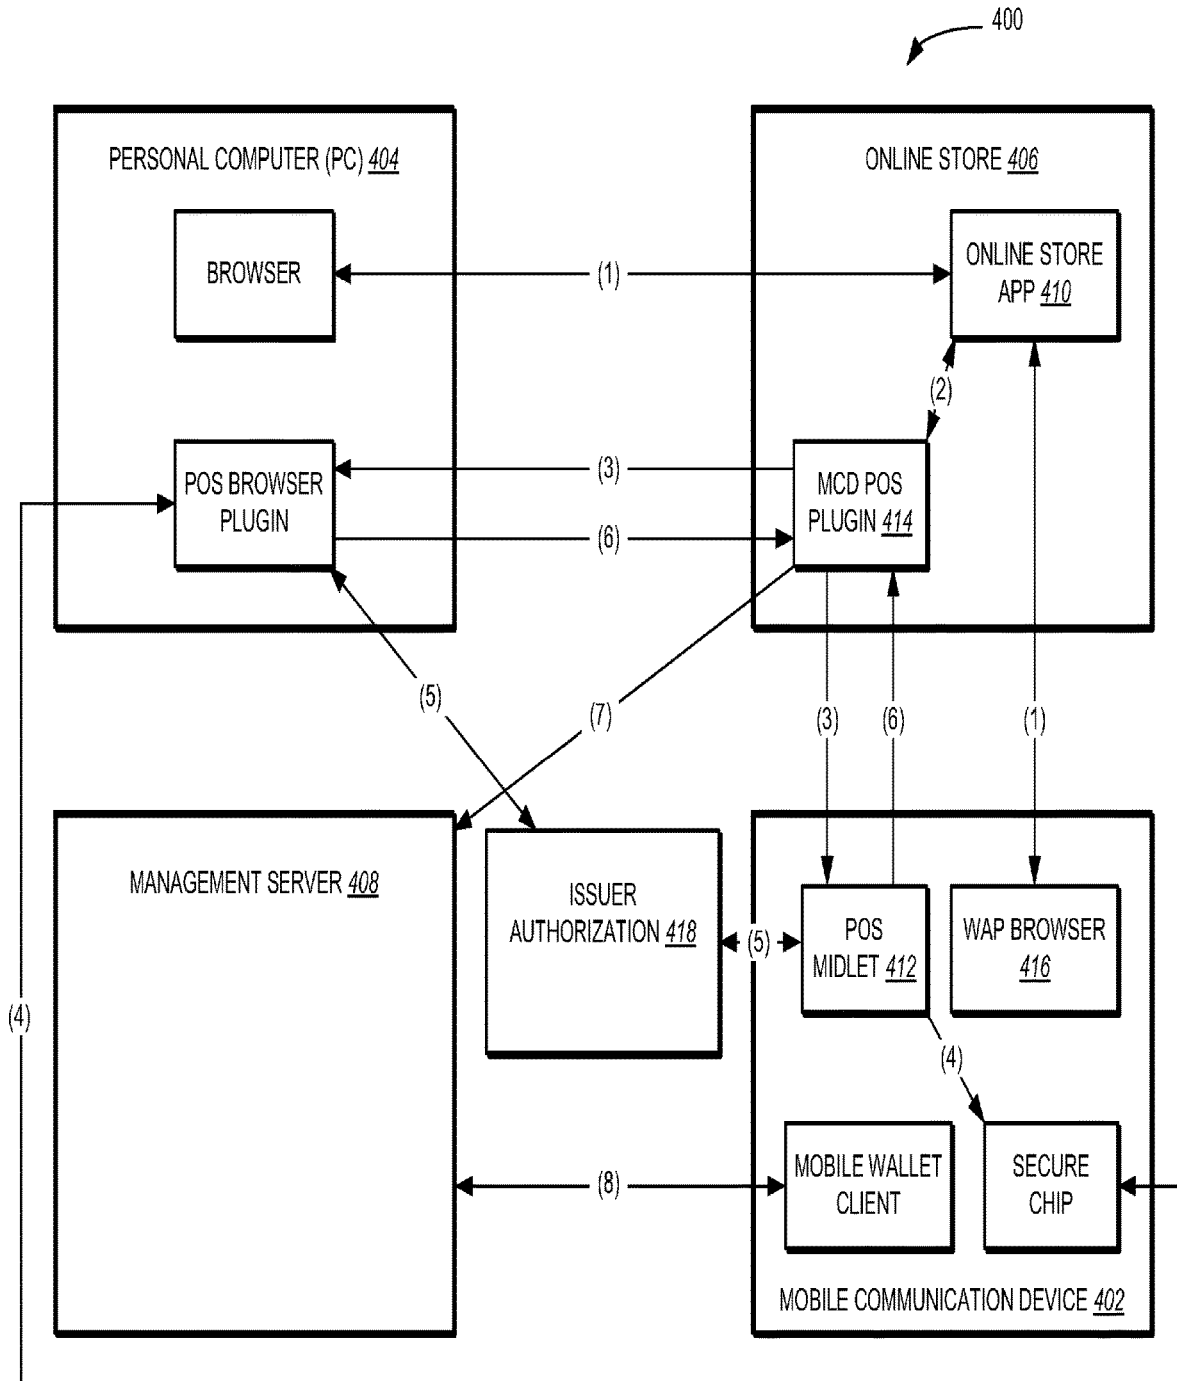 400
PERSONAL COMPUTER (PC) 404
ONLINE STORE 406
BROWSER
(1)
ONLINE STORE
APP 410
(2)
POS BROWSER
PLUGIN
(3)
(6)
MCD POS
PLUGIN 414
(5)
(7)
(3)
(6)
(1)
MANAGEMENT SERVER 408
ISSUER
AUTHORIZATION 418
(5)
POS
MIDLET 412
WAP BROWSER
416
(4)
(4)
MOBILE WALLET
CLIENT
SECURE
CHIP
(8)
MOBILE COMMUNICATION DEVICE 402